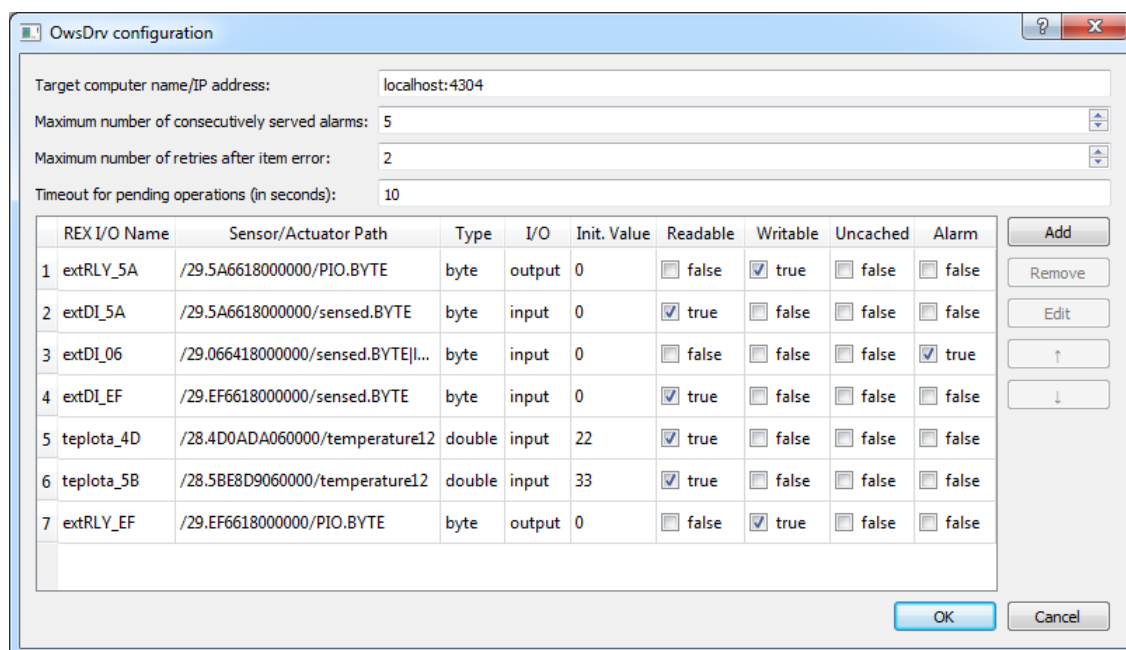 OwsDrv configuration
Target computer name/IP address: localhost:4304
Maximum number of consecutively served alarms: 5
Maximum number of retries after item error: 2
Timeout for pending operations (in seconds): 10
REX I/O Name Sensor/Actuator Path Type I/O Init. Value Readable Writable Uncached Alarm Add
1 extRLY_5A /29.5A6618000000/PIO.BYTE byte output 0 false true false false Remove
2 extDI_5A /29.5A6618000000/sensed.BYTE byte input 0 true false false false Edit
3 extDI_06 /29.066418000000/sensed.BYTE|l... byte input 0 false false false true ↑
4 extDI_EF /29.EF6618000000/sensed.BYTE byte input 0 true false false false ↓
5 teplota_4D /28.4D0ADA060000/temperature12 double input 22 true false false false
6 teplota_5B /28.5BE8D9060000/temperature12 double input 33 true false false false
7 extRLY_EF /29.EF6618000000/PIO.BYTE byte output 0 false true false false
OK Cancel